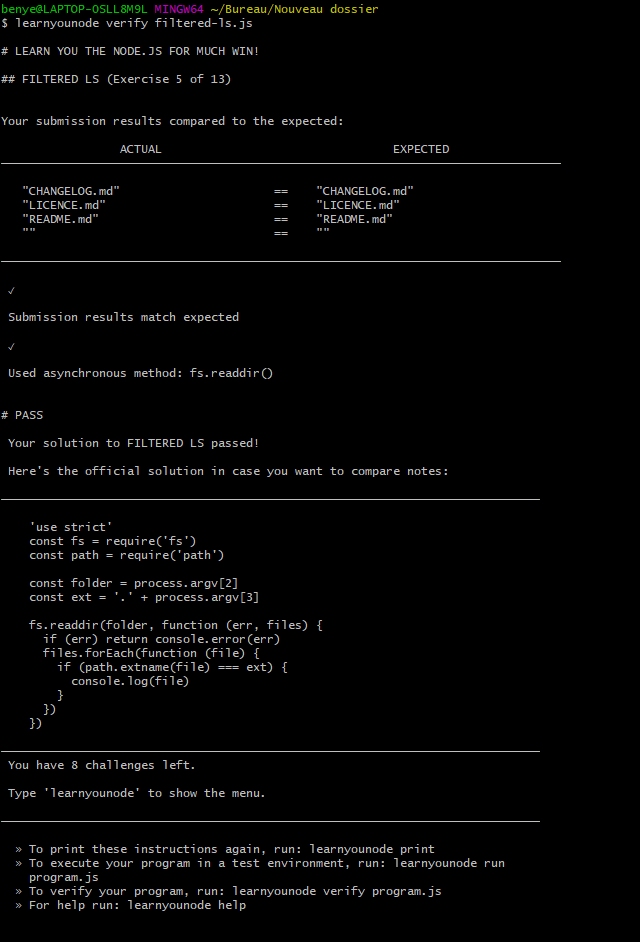 benye@LAPTOP-OSLL8M9L MINGW64 ~/Bureau/Nouveau dossier
$ learnyounode verify filtered-ls.js
# LEARN YOU THE NODE.JS FOR MUCH WIN!
## FILTERED LS (Exercise 5 of 13)
Your submission results compared to the expected:
ACTUAL EXPECTED
"CHANGELOG.md" == "CHANGELOG.md"
"LICENCE.md" == "LICENCE.md"
"README.md" == "README.md"
"" == ""
✓
Submission results match expected
✓
Used asynchronous method: fs.readdir()
# PASS
Your solution to FILTERED LS passed!
Here's the official solution in case you want to compare notes:
'use strict'
const fs = require('fs')
const path = require('path')
const folder = process.argv[2]
const ext = '.' + process.argv[3]
fs.readdir(folder, function (err, files) {
if (err) return console.error(err)
files.forEach(function (file) {
if (path.extname(file) === ext) {
console.log(file)
}
})
})
You have 8 challenges left.
Type 'learnyounode' to show the menu.
» To print these instructions again, run: learnyounode print
» To execute your program in a test environment, run: learnyounode run
program.js
» To verify your program, run: learnyounode verify program.js
» For help run: learnyounode help